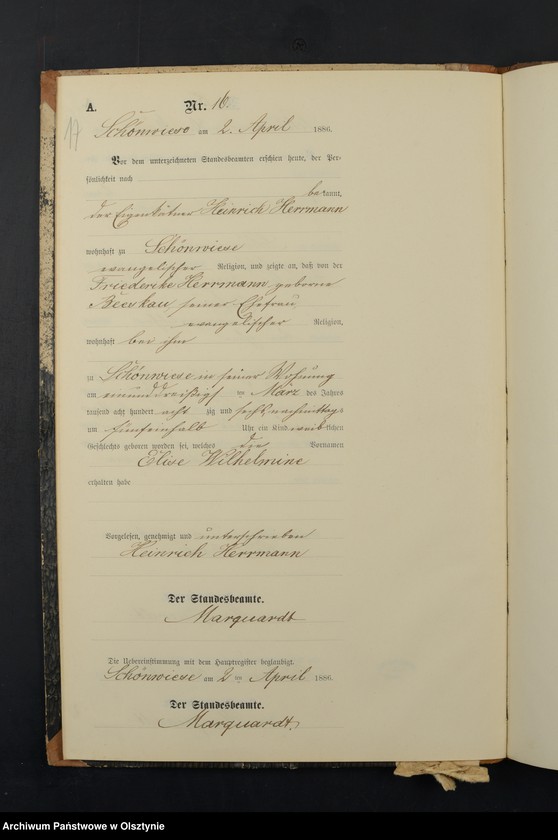 A. Nr. 16.
17
Schönwiese am 2. April 1886.
Vor dem unterzeichneten Standesbeamten erschien heute, der Per-
sönlichkeit nach
bekannt,
der Eigenkätner Heinrich Herrmann
wohnhaft zu Schönwiese
evangelischer Religion, und zeigte an, daß von der
Friederike Herrmann geborene
seiner Ehefrau
evangelischer Religion,
wohnhaft bei ihm
zu Schönwiese in seiner Wohnung
am einunddreißigsten März des Jahres
tausend acht hundert acht zig und sechs nachmittags
um fünfeinhalb Uhr ein Kind weiblichen
Geschlechts geboren worden sei, welches die Vornamen
Elise Wilhelmine
erhalten habe
Vorgelesen, genehmigt und unterschrieben
Heinrich Herrmann
Der Standesbeamte.
Marquardt
Die Uebereinstimmung mit dem Hauptregister beglaubigt.
Schönwiese am 2ten April 1886.
Der Standesbeamte.
Marquardt.
Archiwum Państwowe w Olsztynie